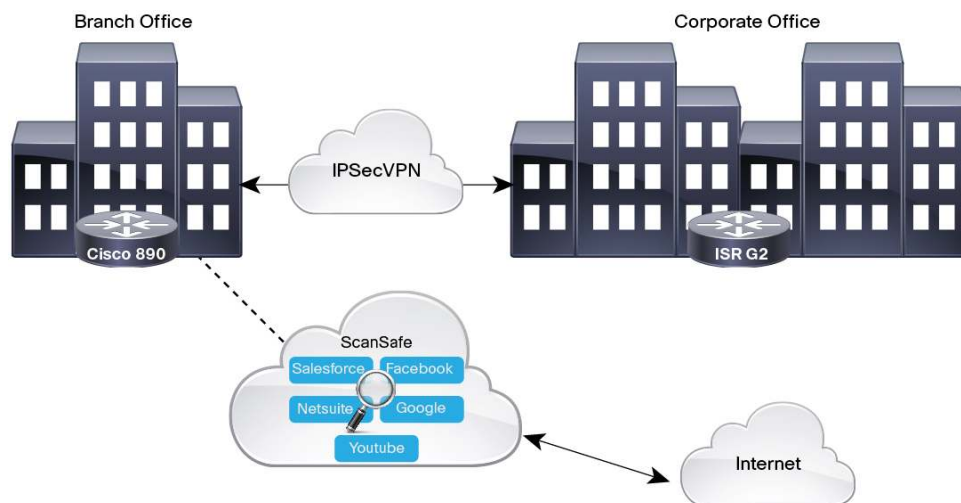 Branch Office
Corporate Office
IPSecVPN
Cisco 890
ISR G2
ScanSafe
Salesforce
Facebook
Netsuite
Google
Youtube
Internet